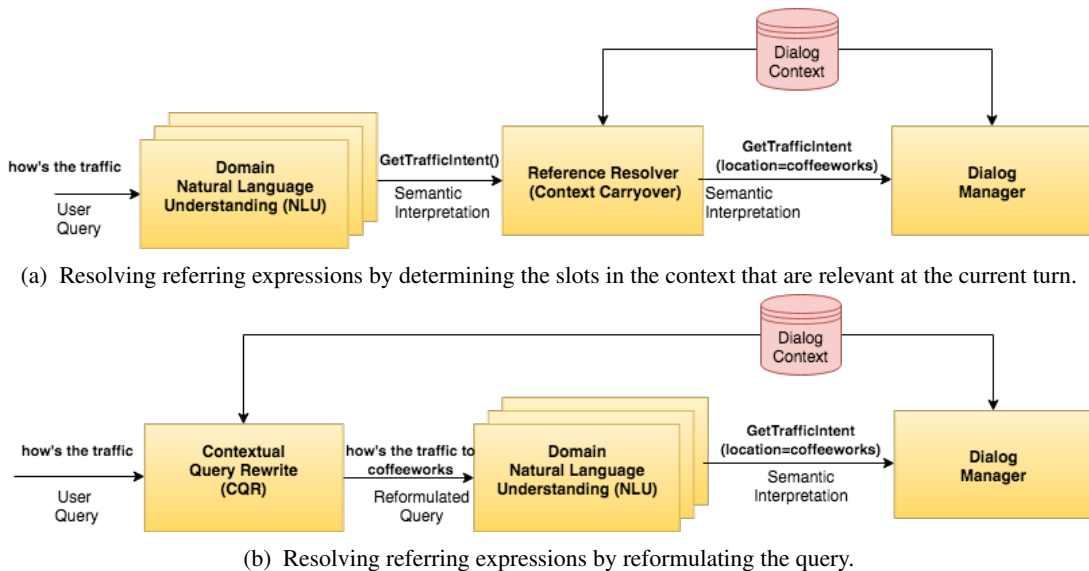 Dialog
Context
how's the traffic
User
Query
Domain
Natural Language
Understanding (NLU)
GetTrafficIntent()
Semantic
Interpretation
Reference Resolver
(Context Carryover)
GetTrafficIntent
(location=coffeeworks)
Semantic
Interpretation
Dialog
Manager
(a) Resolving referring expressions by determining the slots in the context that are relevant at the current turn.
Dialog
Context
how's the traffic
User
Query
Contextual
Query Rewrite
(CQR)
how's the traffic to
coffeeworks
Reformulated
Query
Domain
Natural Language
Understanding (NLU)
GetTrafficIntent
(location=coffeeworks)
Semantic
Interpretation
Dialog
Manager
(b) Resolving referring expressions by reformulating the query.